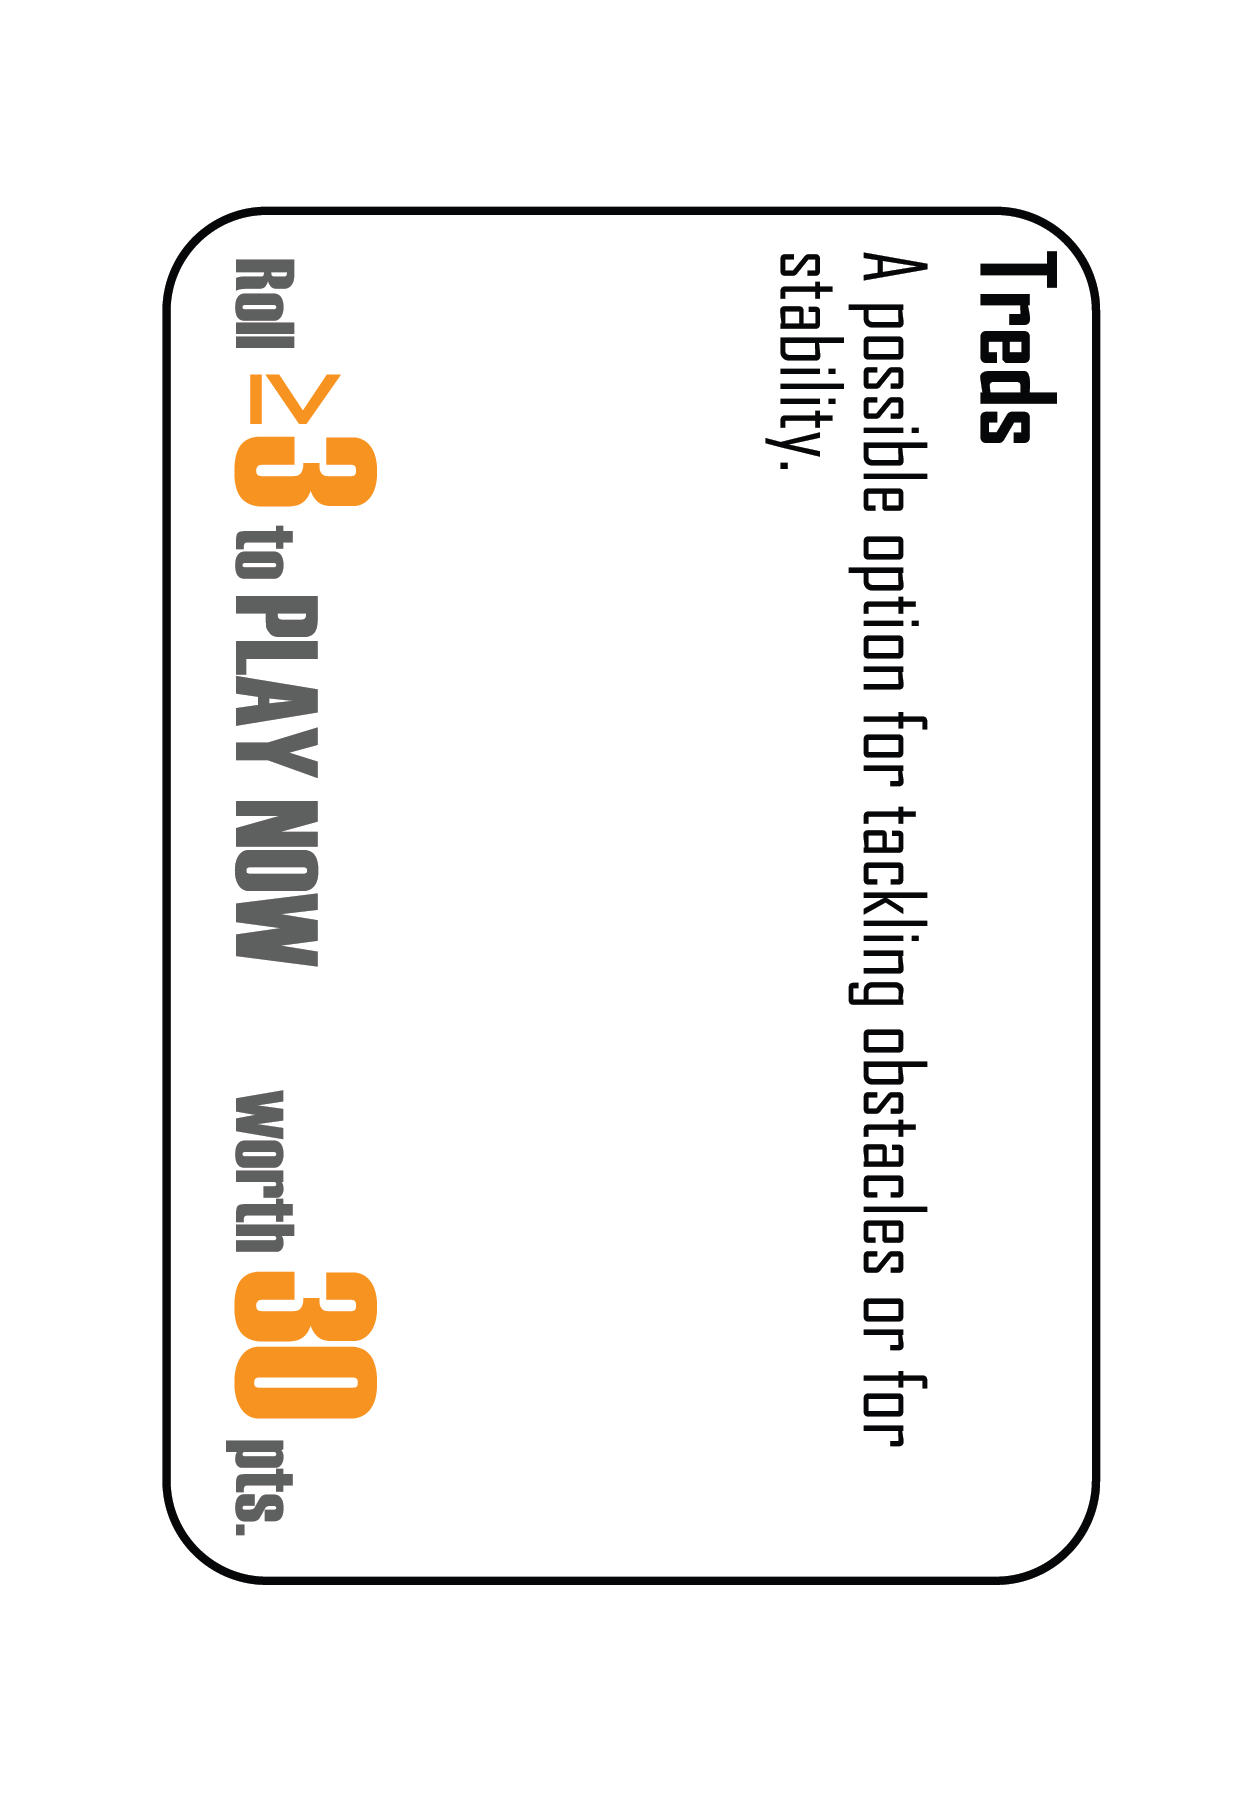 Treds
A possible option for tackling obstacles or for
stability.
Roll ≥3 to PLAY NOW worth 30 pts.